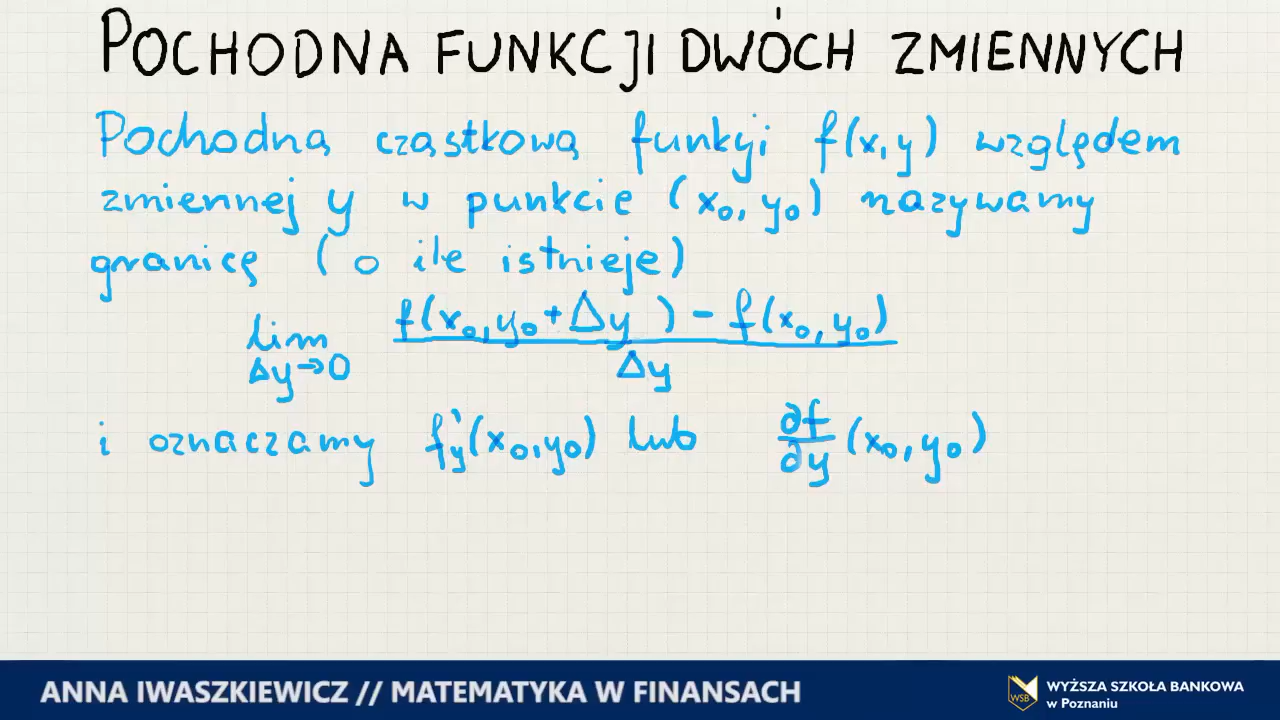 POCHODNA FUNKCJI DWÓCH ZMIENNYCH
Pochodną cząstkową funkcji f(x,y) względem
zmiennej y w punkcie (x₀,y₀) nazywamy
granicę (o ile istnieje)
lim f(x₀,y₀+Δy) - f(x₀,y₀)
Δy→0 Δy
i oznaczamy f'y(x₀,y₀) lub ∂f/∂y (x₀,y₀)
ANNA IWASZKIEWICZ // MATEMATYKA W FINANSACH
WSB
WYŻSZA SZKOŁA BANKOWA
w Poznaniu